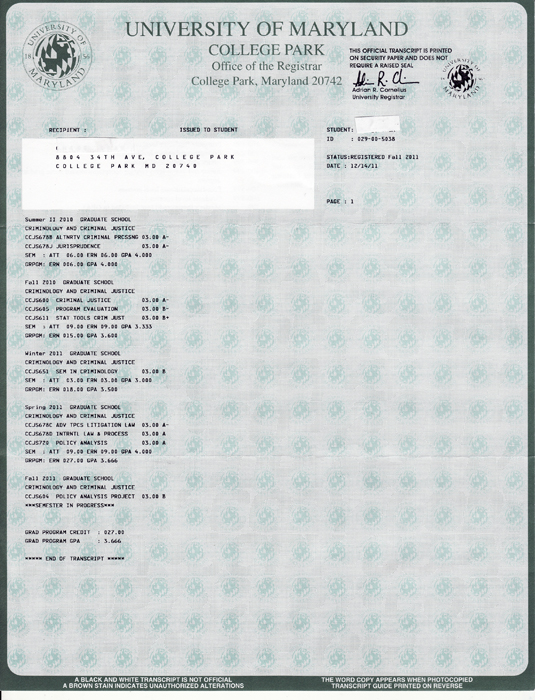 UNIVERSITY OF MARYLAND
COLLEGE PARK
Office of the Registrar
College Park, Maryland 20742
THIS OFFICIAL TRANSCRIPT IS PRINTED
ON SECURITY PAPER AND DOES NOT
REQUIRE A RAISED SEAL
Adrian R. Cornelius
University Registrar
RECIPIENT : ISSUED TO STUDENT
STUDENT:
ID : 029-00-5038
8804 34TH AVE, COLLEGE PARK
COLLEGE PARK MD 20740
STATUS:REGISTERED Fall 2011
DATE : 12/14/11
PAGE : 1
Summer II 2010 GRADUATE SCHOOL
CRIMINOLOGY AND CRIMINAL JUSTICE
CCJS678B ALTNRTV CRIMINAL PRCSSNG 03.00 A-
CCJS678J JURISPRUDENCE 03.00 A-
SEM : ATT 06.00 ERN 06.00 GPA 4.000
GRPGM: ERN 006.00 GPA 4.000
Fall 2010 GRADUATE SCHOOL
CRIMINOLOGY AND CRIMINAL JUSTICE
CCJS600 CRIMINAL JUSTICE 03.00 A-
CCJS605 PROGRAM EVALUATION 03.00 B-
CCJS611 STAT TOOLS CRIM JUST 03.00 B+
SEM : ATT 09.00 ERN 09.00 GPA 3.333
GRPGM: ERN 015.00 GPA 3.600
Winter 2011 GRADUATE SCHOOL
CRIMINOLOGY AND CRIMINAL JUSTICE
CCJS651 SEM IN CRIMINOLOGY 03.00 B
SEM : ATT 03.00 ERN 03.00 GPA 3.000
GRPGM: ERN 018.00 GPA 3.500
Spring 2011 GRADUATE SCHOOL
CRIMINOLOGY AND CRIMINAL JUSTICE
CCJS678C ADV TPCS LITIGATION LAW 03.00 A-
CCJS678D INTRNTL LAW & PROCESS 03.00 A
CCJS720 POLICY ANALYSIS 03.00 A
SEM : ATT 09.00 ERN 09.00 GPA 4.000
GRPGM: ERN 027.00 GPA 3.666
Fall 2011 GRADUATE SCHOOL
CRIMINOLOGY AND CRIMINAL JUSTICE
CCJS604 POLICY ANALYSIS PROJECT 03.00 B
***SEMESTER IN PROGRESS***
GRAD PROGRAM CREDIT : 027.00
GRAD PROGRAM GPA : 3.666
***** END OF TRANSCRIPT *****
A BLACK AND WHITE TRANSCRIPT IS NOT OFFICIAL
A BROWN STAIN INDICATES UNAUTHORIZED ALTERATIONS
THE WORD COPY APPEARS WHEN PHOTOCOPIED
TRANSCRIPT GUIDE PRINTED ON REVERSE